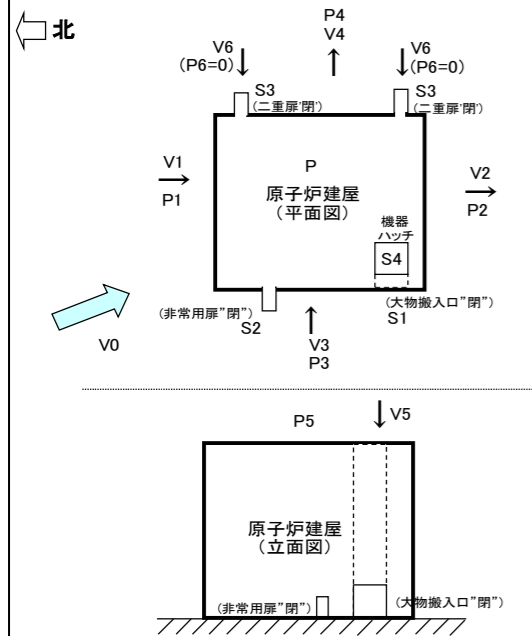 北
P4
V4
V6
(P6=0)
V6
(P6=0)
S3
(二重扉'閉')
S3
(二重扉'閉')
V1
P1
P
原子炉建屋
(平面図)
V2
P2
機器
ハッチ
S4
(非常用扉"閉")
S2
(大物搬入口"閉")
S1
V0
V3
P3
P5
V5
原子炉建屋
(立面図)
(非常用扉"閉")
(大物搬入口"閉")